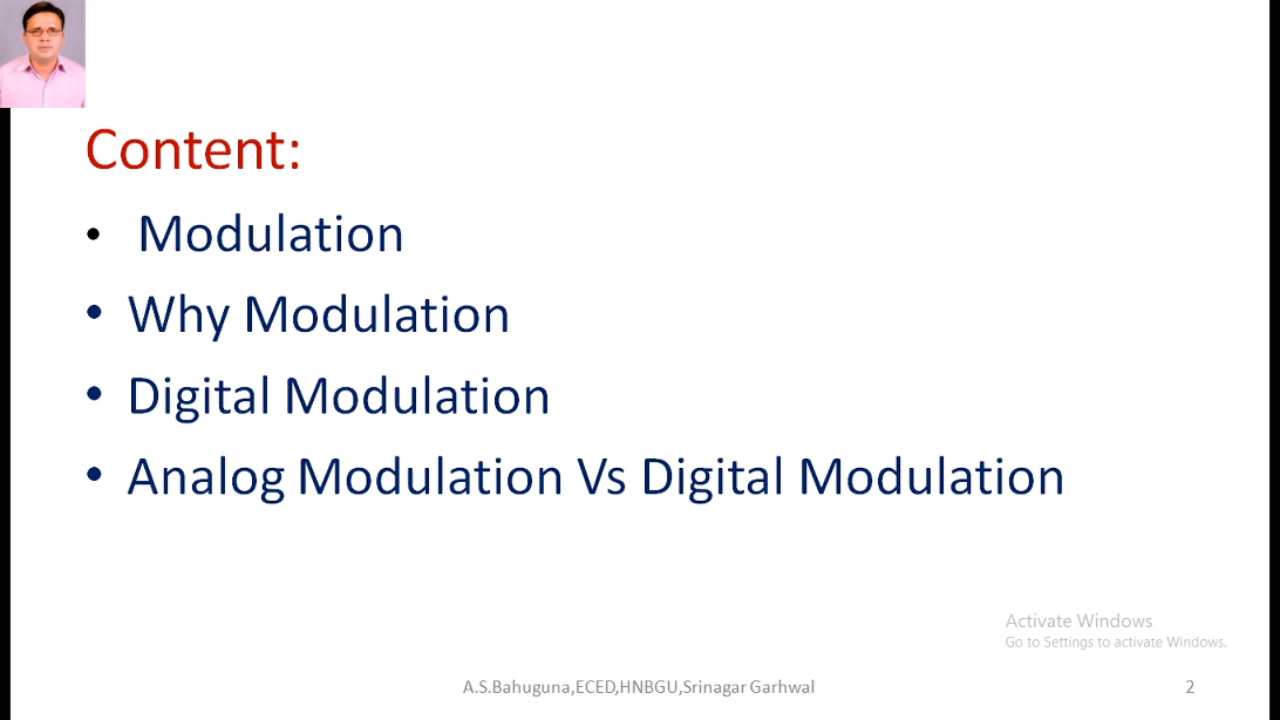 Content:
• Modulation
• Why Modulation
• Digital Modulation
• Analog Modulation Vs Digital Modulation
Activate Windows
Go to Settings to activate Windows.
A.S.Bahuguna,ECED,HNBGU,Srinagar Garhwal
2